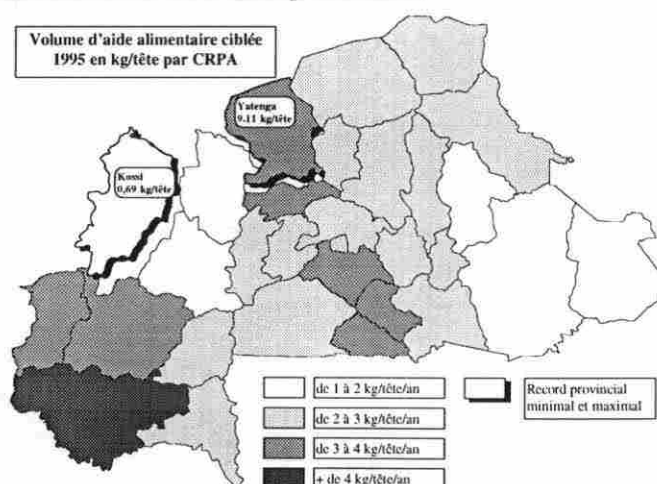 Volume d'aide alimentaire ciblée
1995 en kg/tête par CRPA
Yatenga
9.11 kg/tête
Kossi
0,69 kg/tête
de 1 à 2 kg/tête/an
de 2 à 3 kg/tête/an
de 3 à 4 kg/tête/an
+ de 4 kg/tête/an
Record provincial
minimal et maximal